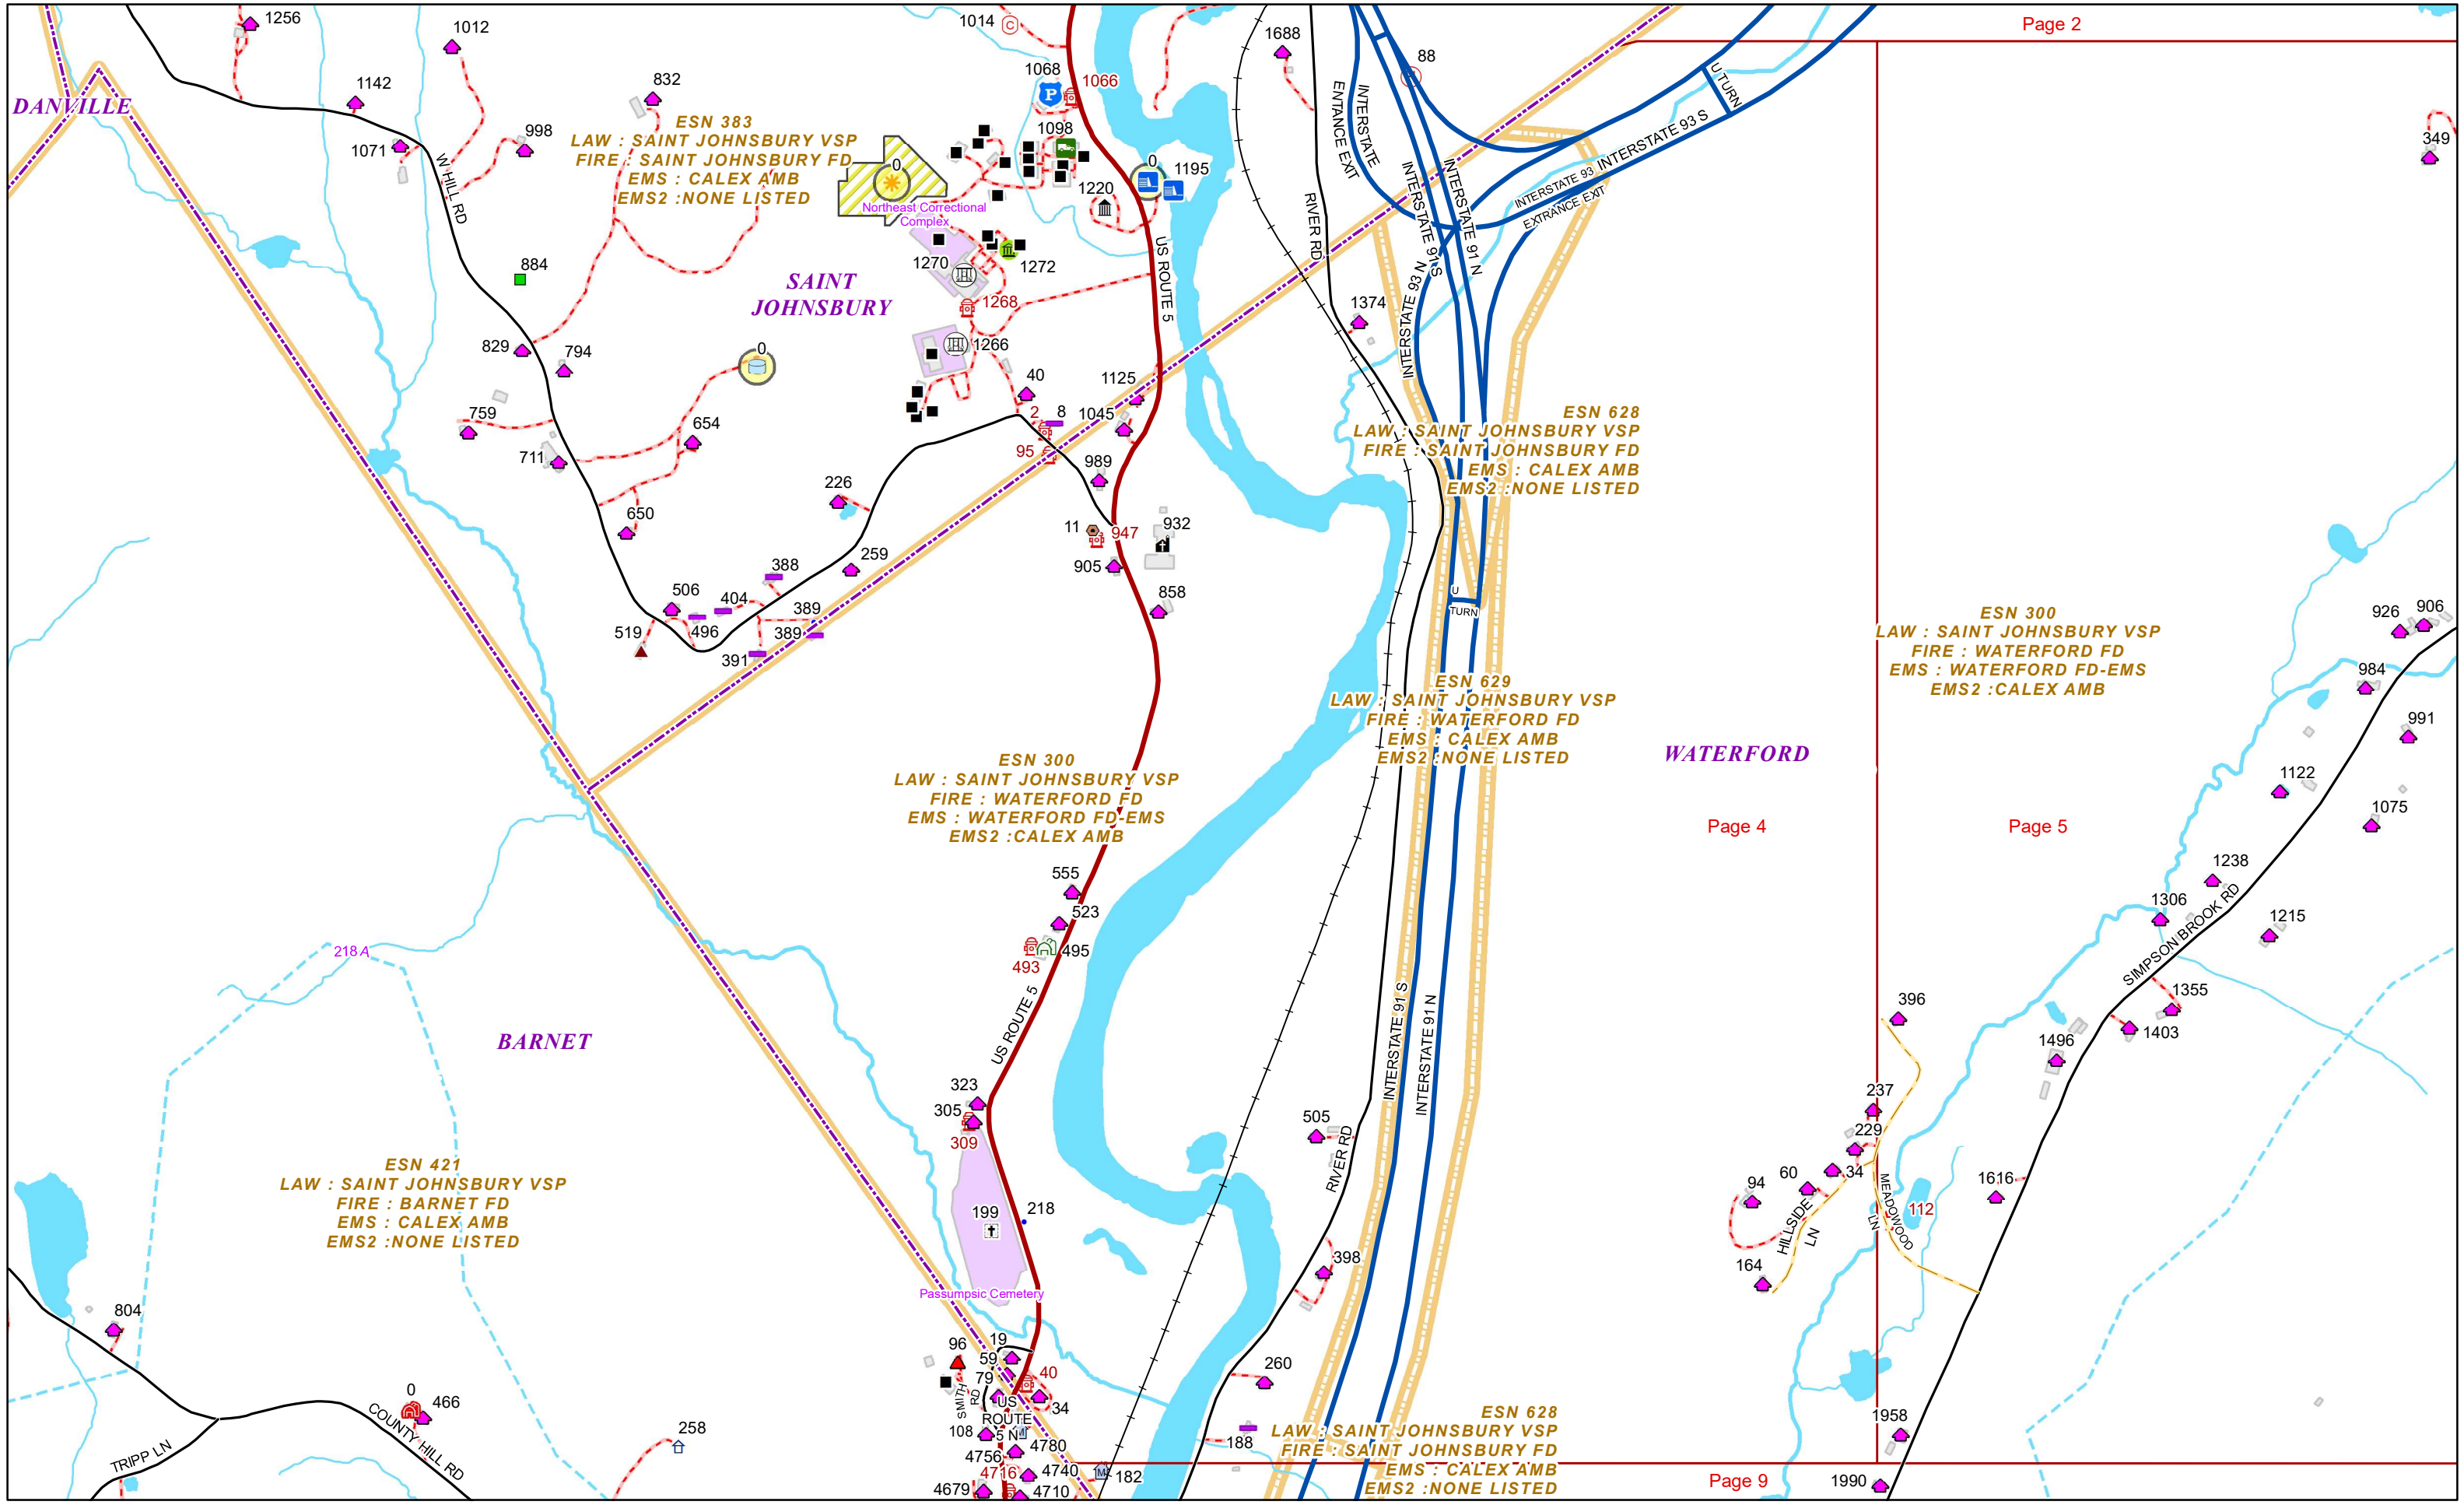 1256
1012
1014
1688
88
Page 2
U TURN
DANVILLE
1142
832
1068
1066
998
1071
W HILL RD
ESN 383
LAW : SAINT JOHNSBURY VSP
FIRE : SAINT JOHNSBURY FD
EMS : CALEX AMB
EMS2 :NONE LISTED
0
Northeast Correctional
Complex
1098
0
1195
1220
ENTANCE EXIT
INTERSTATE
INTERSTATE 93 S
INTERSTATE 93
EXTRANCE EXIT
349
RIVER RD
INTERSTATE 91 S
INTERSTATE 91 N
INTERSTATE 93 N
US ROUTE 5
884
SAINT
JOHNSBURY
1270
1272
1268
1266
1374
829
794
0
759
711
654
40
1125
2
8
1045
95
989
650
226
11
947
932
905
858
259
388
506
404
496
389
389
519
391
ESN 628
LAW : SAINT JOHNSBURY VSP
FIRE : SAINT JOHNSBURY FD
EMS : CALEX AMB
EMS2 :NONE LISTED
U
TURN
ESN 629
LAW : SAINT JOHNSBURY VSP
FIRE : WATERFORD FD
EMS : CALEX AMB
EMS2 :NONE LISTED
ESN 300
LAW : SAINT JOHNSBURY VSP
FIRE : WATERFORD FD
EMS : WATERFORD FD-EMS
EMS2 :CALEX AMB
926
906
984
991
WATERFORD
1122
1075
Page 4
Page 5
ESN 300
LAW : SAINT JOHNSBURY VSP
FIRE : WATERFORD FD
EMS : WATERFORD FD-EMS
EMS2 :CALEX AMB
555
523
495
493
1238
1306
1215
SIMPSON BROOK RD
1355
1403
396
1496
218 A
BARNET
US ROUTE 5
INTERSTATE 91 S
INTERSTATE 91 N
323
305
309
505
RIVER RD
237
229
34
60
94
HILLSIDE
LN
MEADOWOOD
LN
112
1616
164
ESN 421
LAW : SAINT JOHNSBURY VSP
FIRE : BARNET FD
EMS : CALEX AMB
EMS2 :NONE LISTED
199
218
398
Passumpsic Cemetery
804
96
19
59
79
40
34
SMITH
RD
US
ROUTE
5 N
108
4780
4756
4716
4740
4679
4710
182
260
188
0
466
258
COUNTY HILL RD
TRIPP LN
ESN 628
LAW : SAINT JOHNSBURY VSP
FIRE : SAINT JOHNSBURY FD
EMS : CALEX AMB
EMS2 :NONE LISTED
1958
Page 9
1990